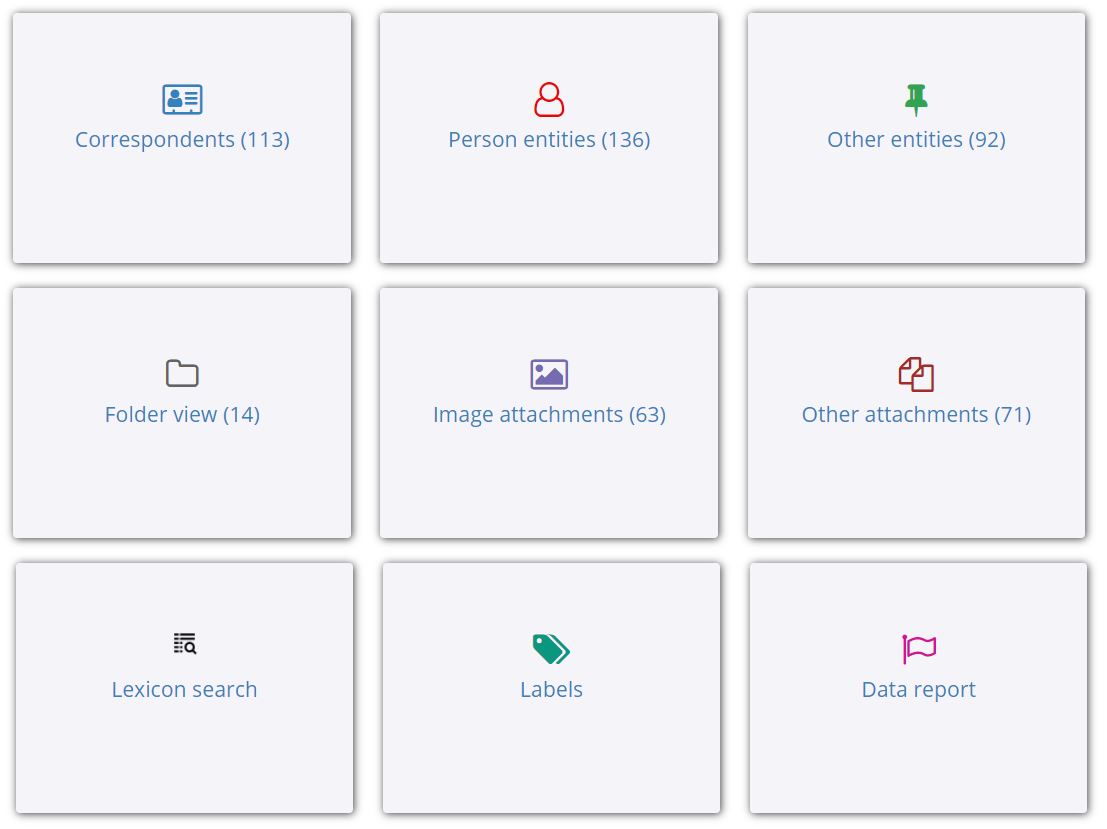 Correspondents (113)
Person entities (136)
Other entities (92)
Folder view (14)
Image attachments (63)
Other attachments (71)
Lexicon search
Labels
Data report